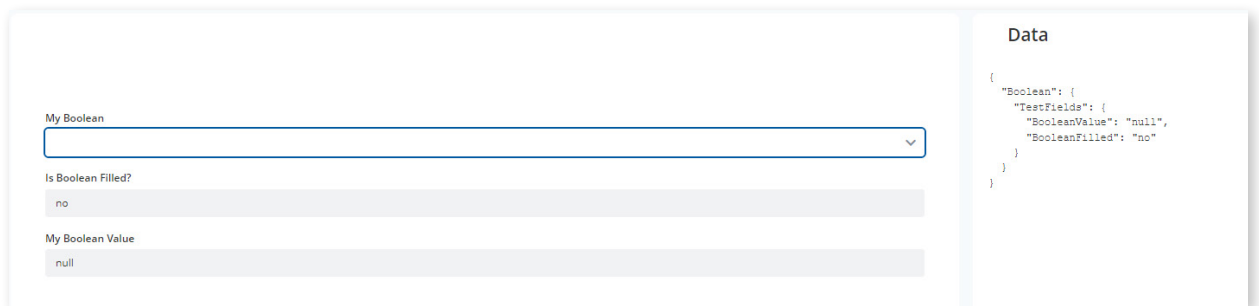 My Boolean
Is Boolean Filled?
no
My Boolean Value
null
Data
{
  "Boolean": {
    "TestFields": {
      "BooleanValue": "null",
      "BooleanFilled": "no"
    }
  }
}